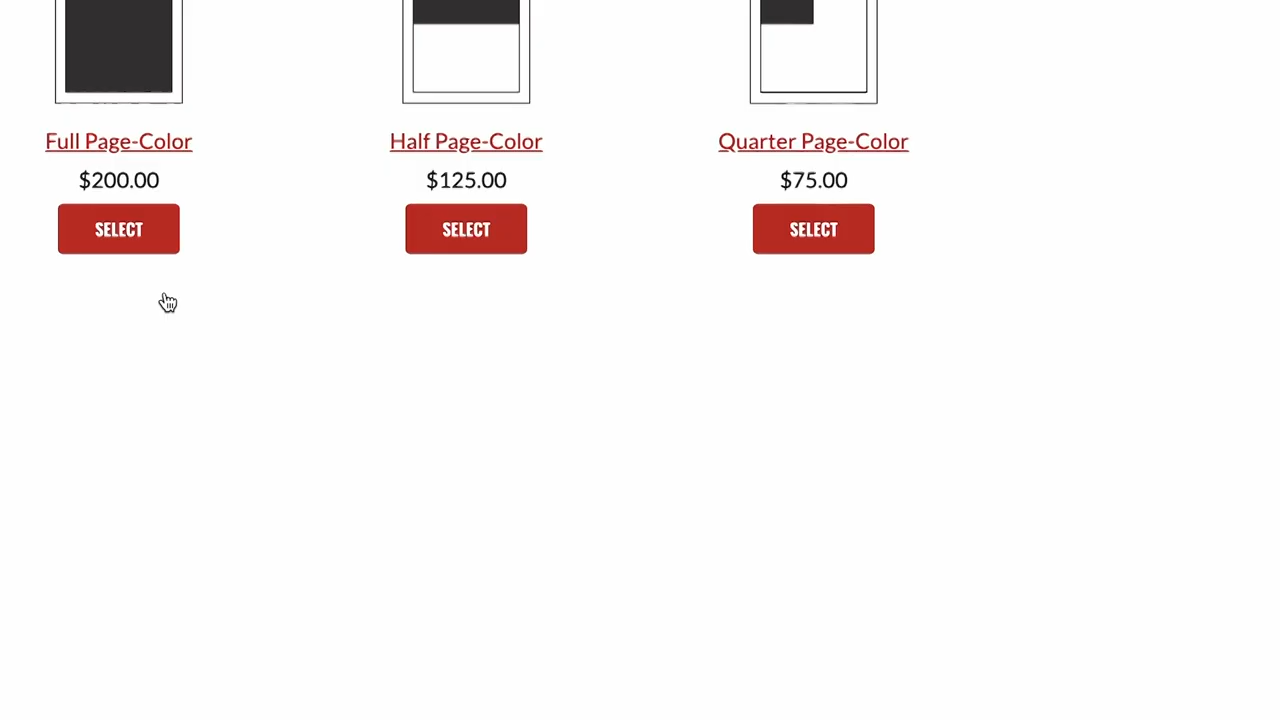 Full Page-Color
$200.00
SELECT
Half Page-Color
$125.00
SELECT
Quarter Page-Color
$75.00
SELECT